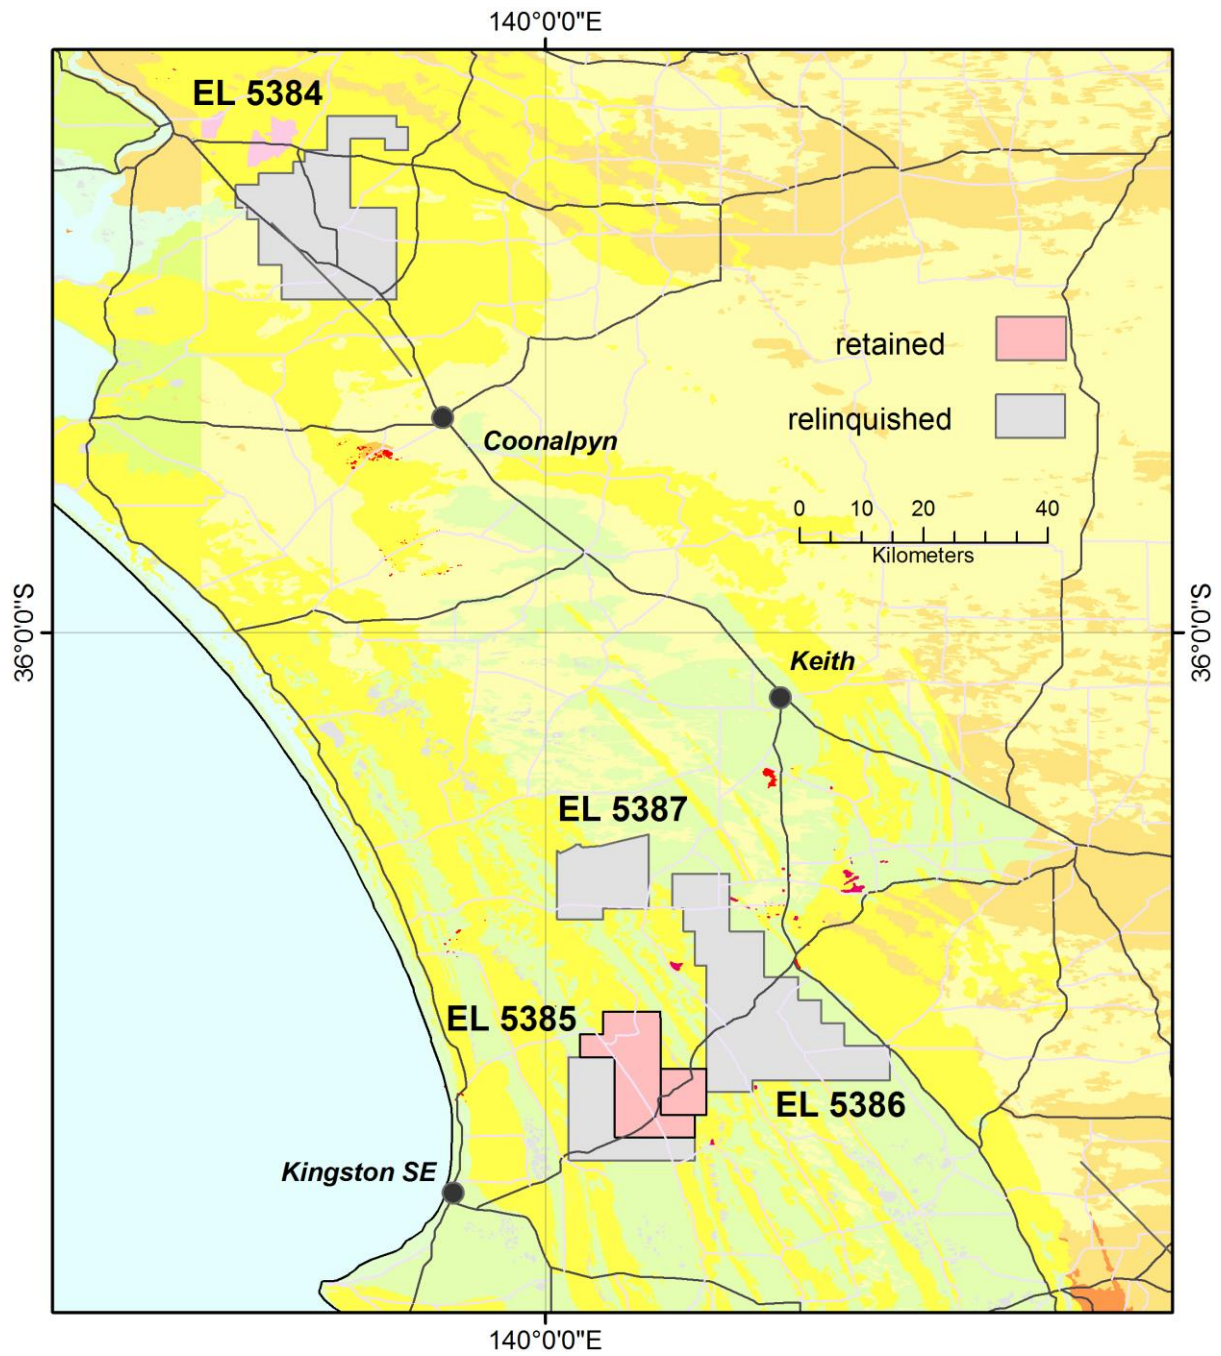 140°0'0"E
EL 5384
retained
relinquished
Coonalpyn
0 10 20 40
Kilometers
36°0'0"S
36°0'0"S
Keith
EL 5387
EL 5385
EL 5386
Kingston SE
140°0'0"E